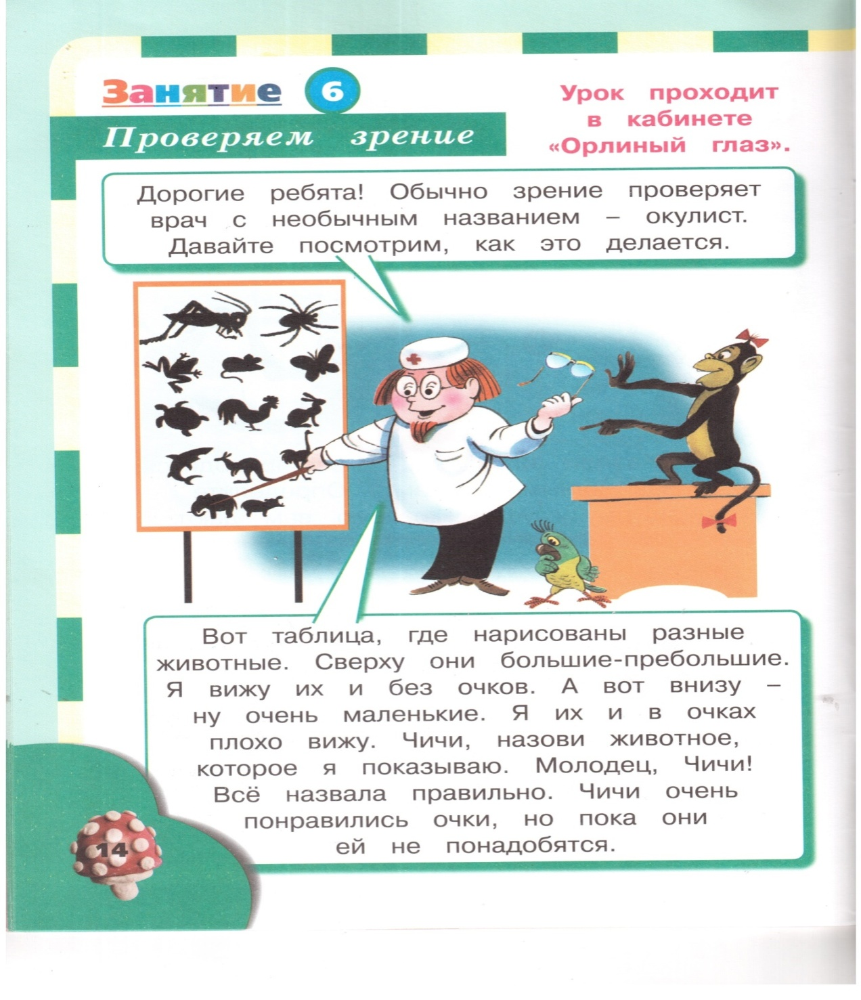 Занятие 6
Проверяем зрение
Урок проходит
в кабинете
«Орлиный глаз».
Дорогие ребята! Обычно зрение проверяет
врач с необычным названием – окулист.
Давайте посмотрим, как это делается.
Вот таблица, где нарисованы разные
животные. Сверху они большие-пребольшие.
Я вижу их и без очков. А вот внизу –
ну очень маленькие. Я их и в очках
плохо вижу. Чичи, назови животное,
которое я показываю. Молодец, Чичи!
Всё назвала правильно. Чичи очень
понравились очки, но пока они
ей не понадобятся.
14